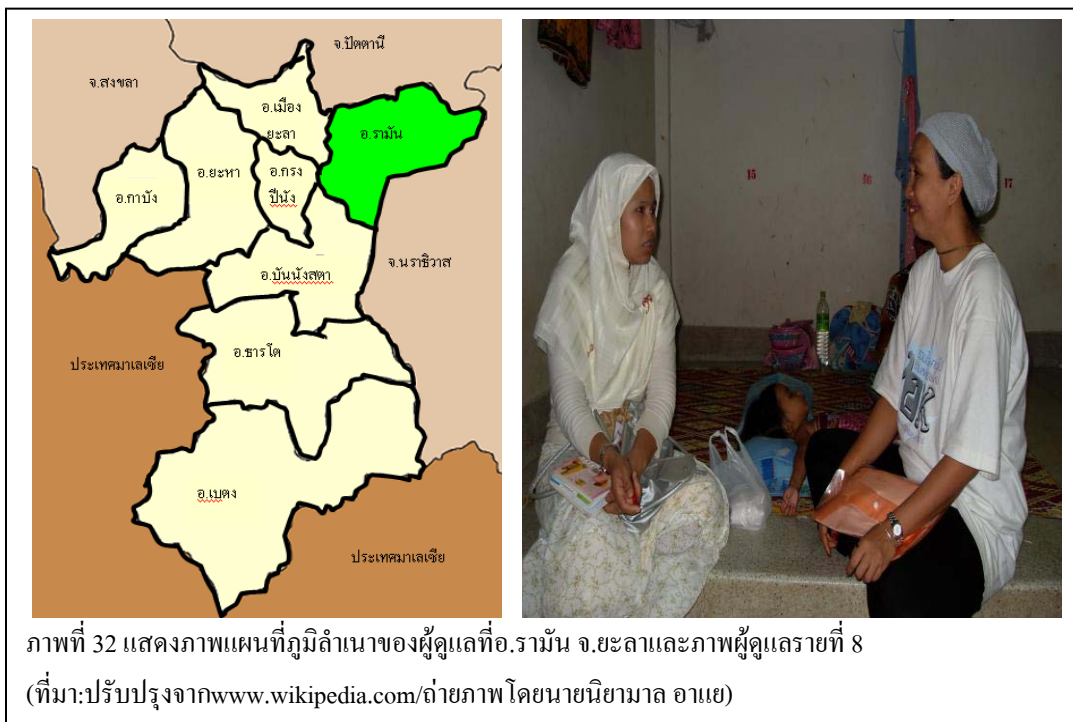 จ.ปัตตานี
จ.สงขลา
อ.เมือง
ยะลา
อ.รามัน
อ.ยะหา
อ.กรง
ปีนัง
อ.กาบัง
จ.นราธิวาส
อ.บันนังสตา
อ.ธารโต
ประเทศมาเลเซีย
อ.เบตง
ประเทศมาเลเซีย
15
16
17
ภาพที่ 32 แสดงภาพแผนที่ภูมิลำเนาของผู้ดูแลที่อ.รามัน จ.ยะลาและภาพผู้ดูแลรายที่ 8
(ที่มา:ปรับปรุงจากwww.wikipedia.com/ถ่ายภาพโดยนายนิยามาล อาแย)